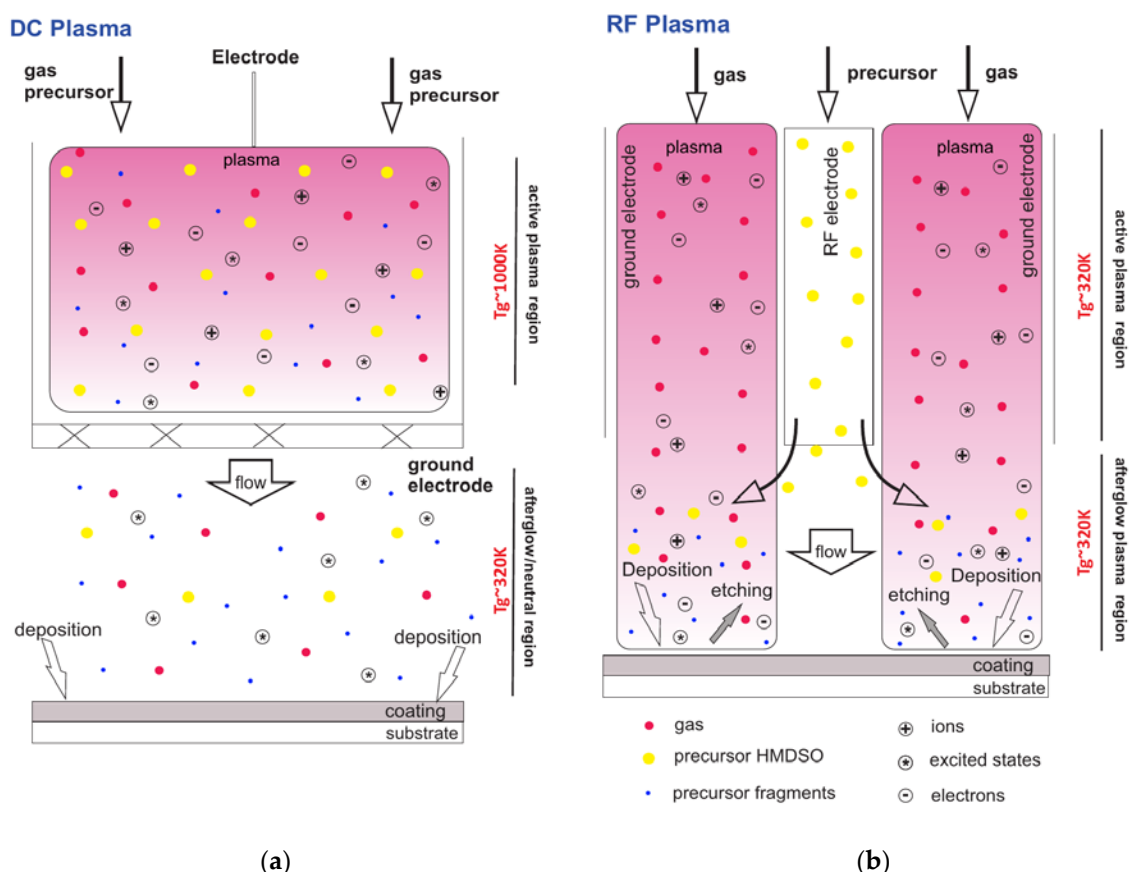 DC Plasma
gas
precursor
Electrode
gas
precursor
plasma
active plasma region
Tg~1000K
flow
ground
electrode
afterglow/neutral region
Tg~320K
deposition
deposition
coating
substrate
(a)
RF Plasma
gas
precursor
gas
plasma
plasma
ground electrode
RF electrode
ground electrode
active plasma region
Tg~320K
afterglow plasma region
Tg~320K
flow
Deposition
etching
Deposition
etching
coating
substrate
gas
precursor HMDSO
precursor fragments
ions
excited states
electrons
(b)